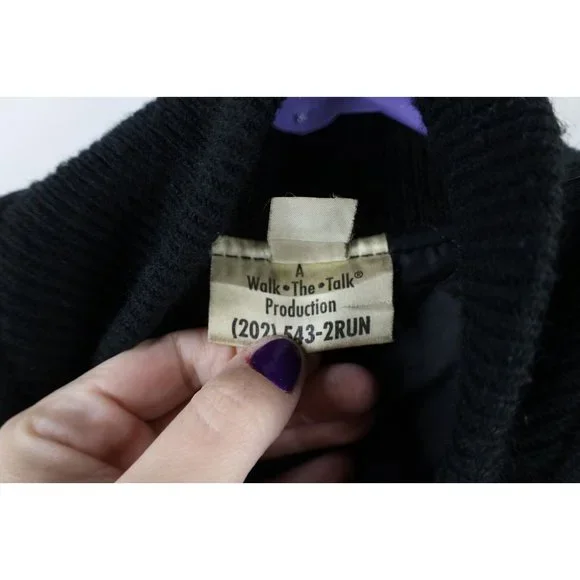 A
Walk•The•Talk®
Production
(202) 543-2RUN